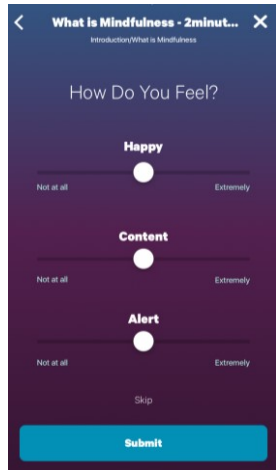 What is Mindfulness - 2minut...
Introduction/What is Mindfulness
How Do You Feel?
Happy
Not at all Extremely
Content
Not at all Extremely
Alert
Not at all Extremely
Skip
Submit